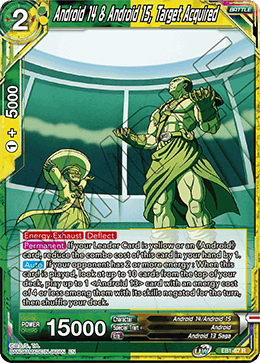 2
Android 14 & Android 15, Target Acquired
BATTLE
1 + 5000
Energy-Exhaust Deflect
Permanent If your Leader Card is yellow or an ‹Android›
card, reduce the combo cost of this card in your hand by 1.
Auto If your opponent has 2 or more energy : When this
card is played, look at up to 10 cards from the top of your
deck, play up to 1 ‹Android 13› card with an energy cost
of 4 or less among them with its skill negated for the turn,
then shuffle your deck.
POWER 15000
Character Android 14/Android 15
Special Trait Android
Era Android 13 Saga
EB1-67 R